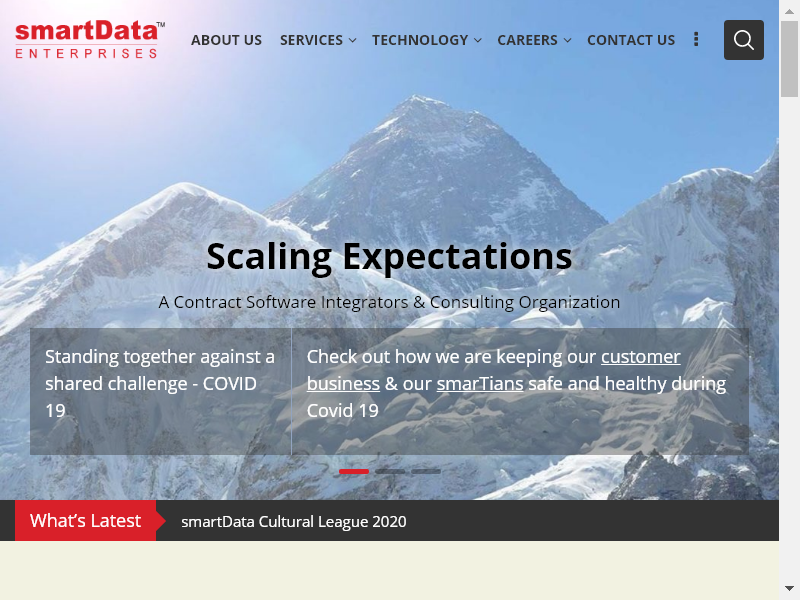 smartData™
ENTERPRISES
ABOUT US SERVICES TECHNOLOGY CAREERS CONTACT US
Scaling Expectations
A Contract Software Integrators & Consulting Organization
Standing together against a
shared challenge - COVID
19
Check out how we are keeping our customer
business & our smarTians safe and healthy during
Covid 19
What’s Latest
smartData Cultural League 2020